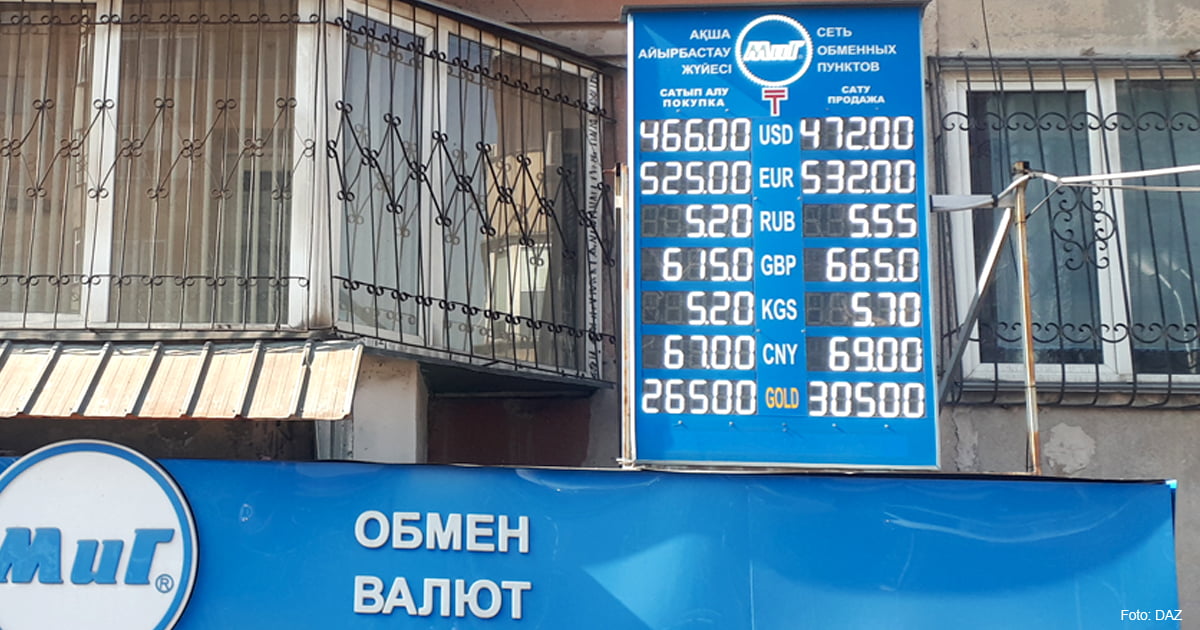 АҚША
АЙЫРБАСТАУ
ЖҮЙЕСІ
МиГ
СЕТЬ
ОБМЕННЫХ
ПУНКТОВ
САТЫП АЛУ
ПОКУПКА
₸
САТУ
ПРОДАЖА
466.00 USD 472.00
525.00 EUR 532.00
5.20 RUB 5.55
615.0 GBP 665.0
5.20 KGS 5.70
67.00 CNY 69.00
26500 GOLD 30500
МиГ®
ОБМЕН
ВАЛЮТ
Foto: DAZ